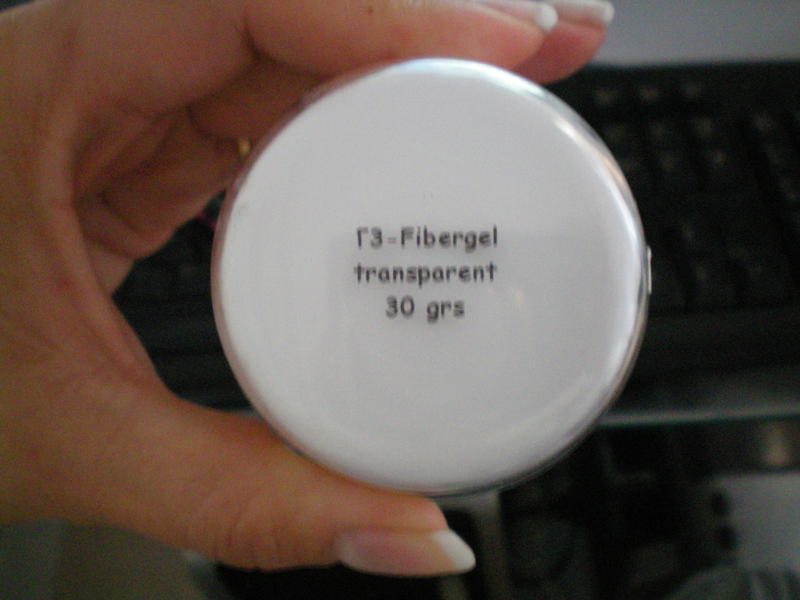 T3-Fibergel
transparent
30 grs